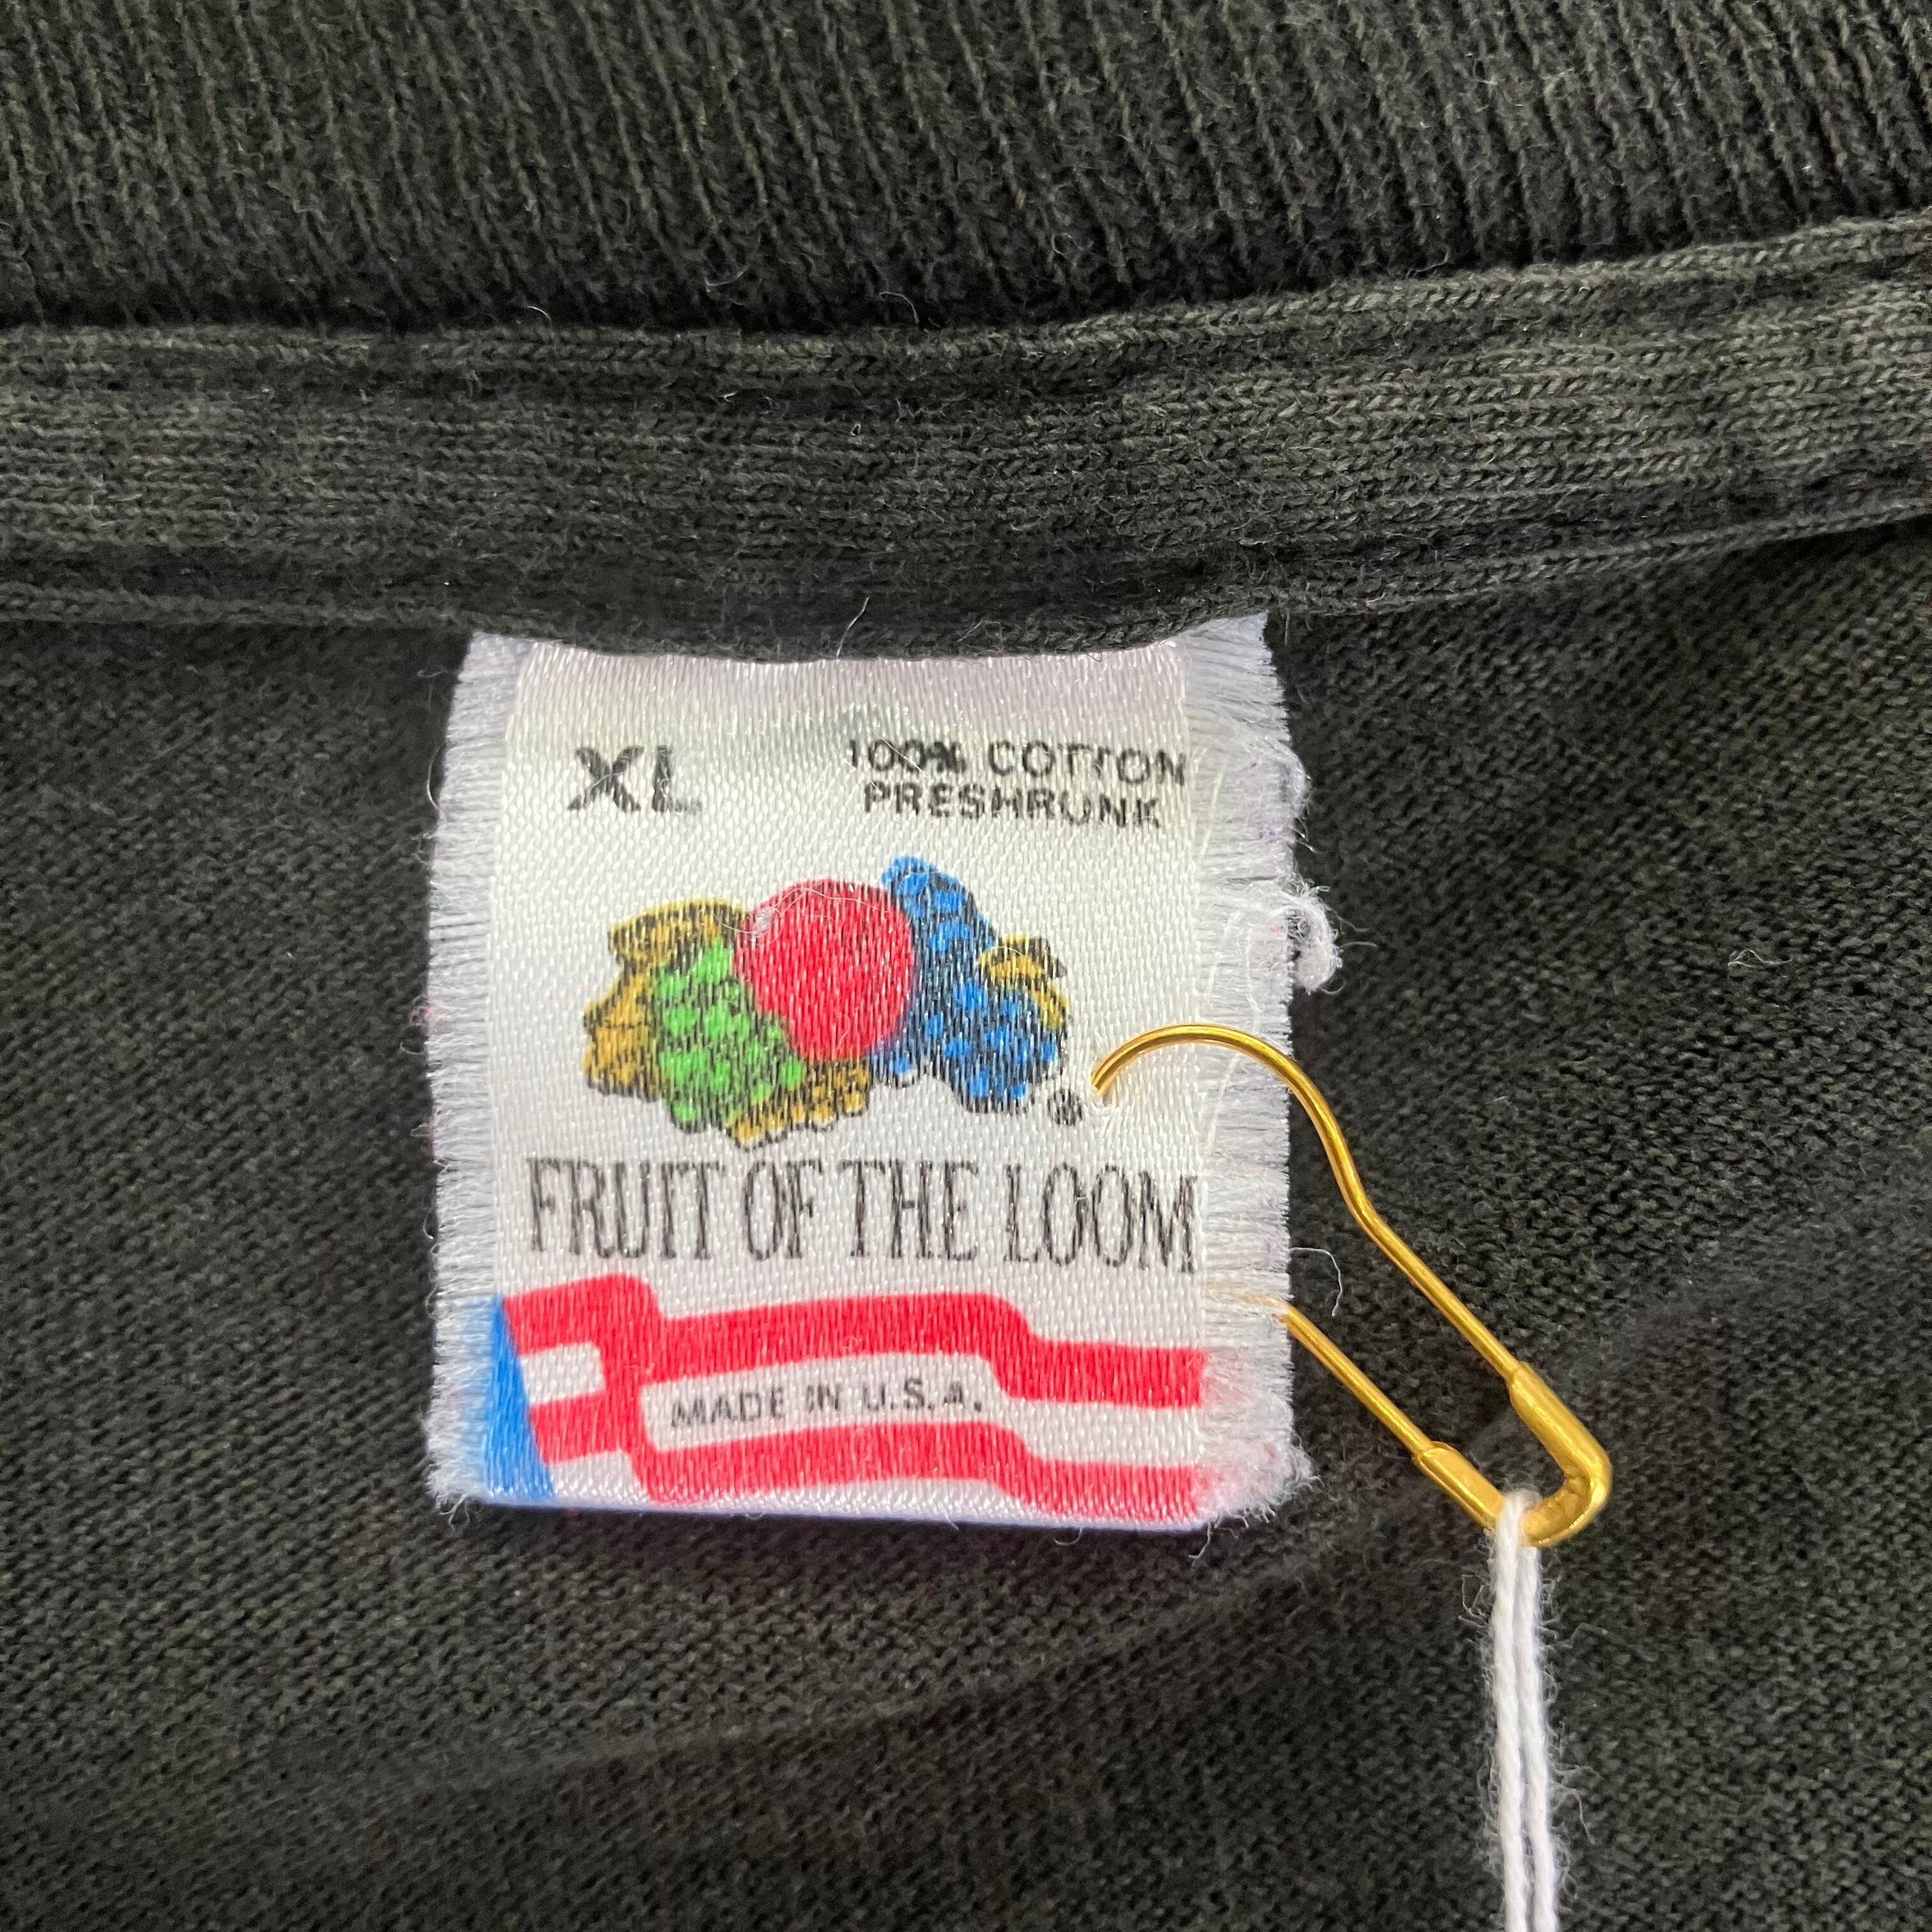 XL
100% COTTON
PRESHRUNK
®
FRUIT OF THE LOOM
MADE IN U.S.A.